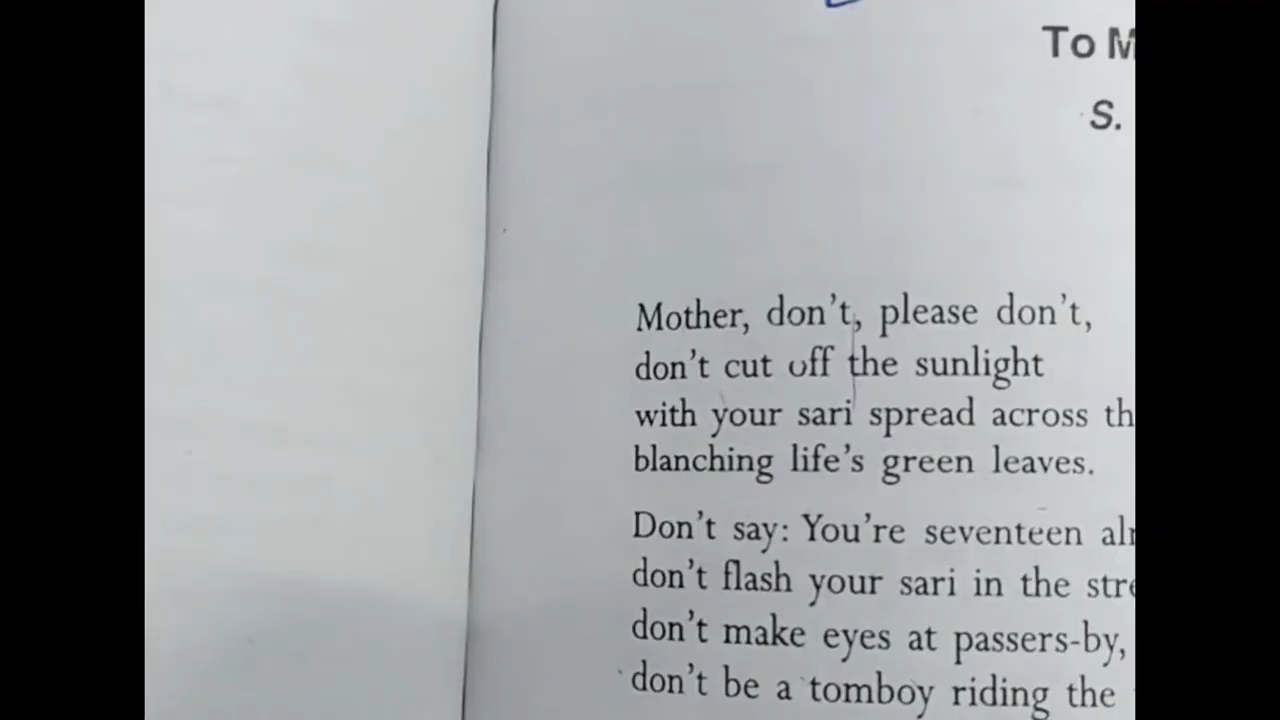 To M
S.
Mother, don't, please don't,
don't cut off the sunlight
with your sari spread across th
blanching life's green leaves.
Don't say: You're seventeen alr
don't flash your sari in the stre
don't make eyes at passers-by,
don't be a tomboy riding the